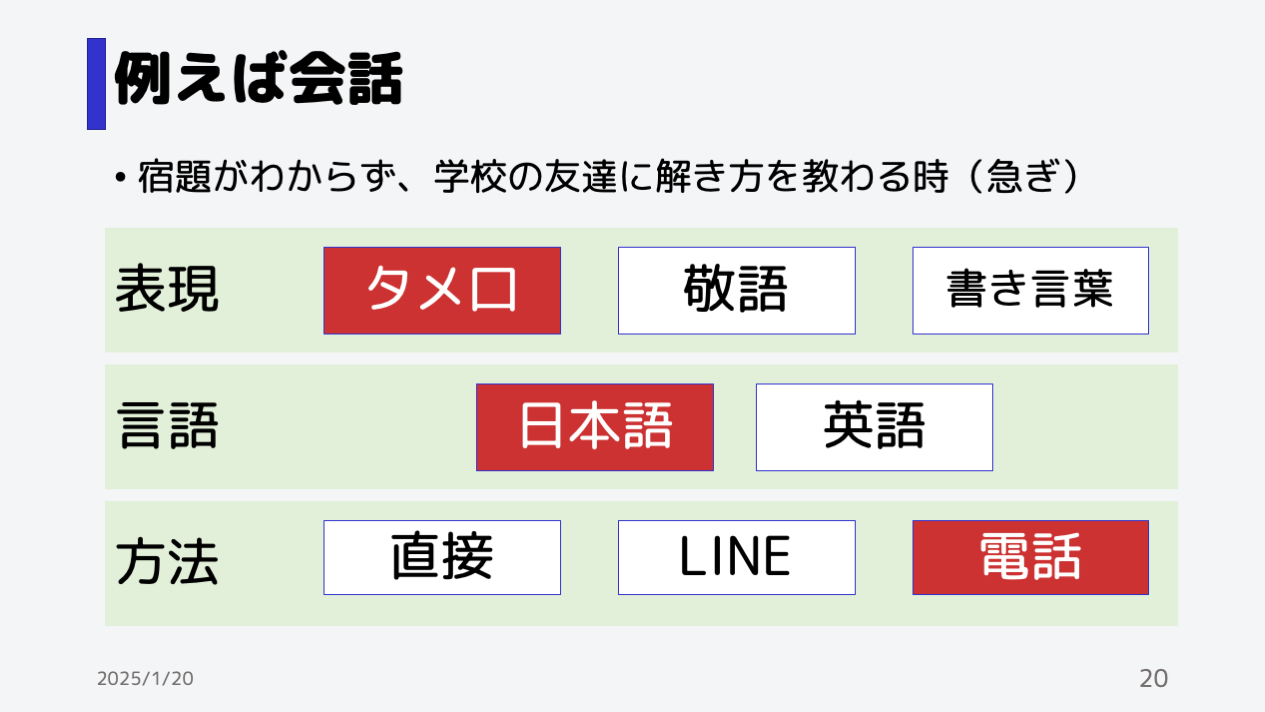 例えば会話
• 宿題がわからず、学校の友達に解き方を教わる時（急ぎ）
表現 タメ口 敬語 書き言葉
言語 日本語 英語
方法 直接 LINE 電話
2025/1/20 20